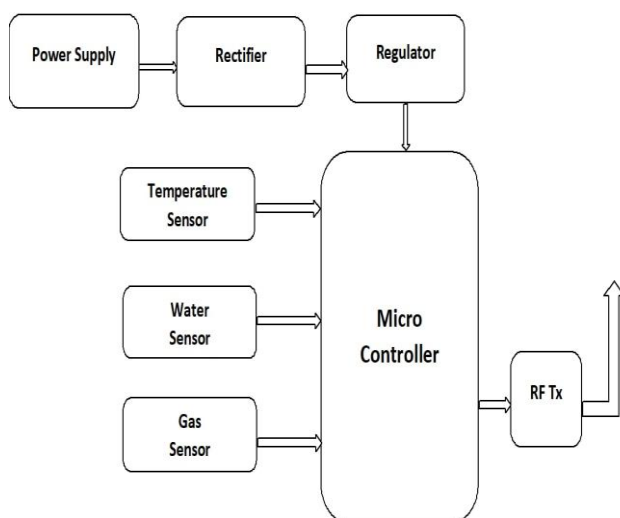 Power Supply
Rectifier
Regulator
Temperature
Sensor
Water
Sensor
Gas
Sensor
Micro
Controller
RF Tx